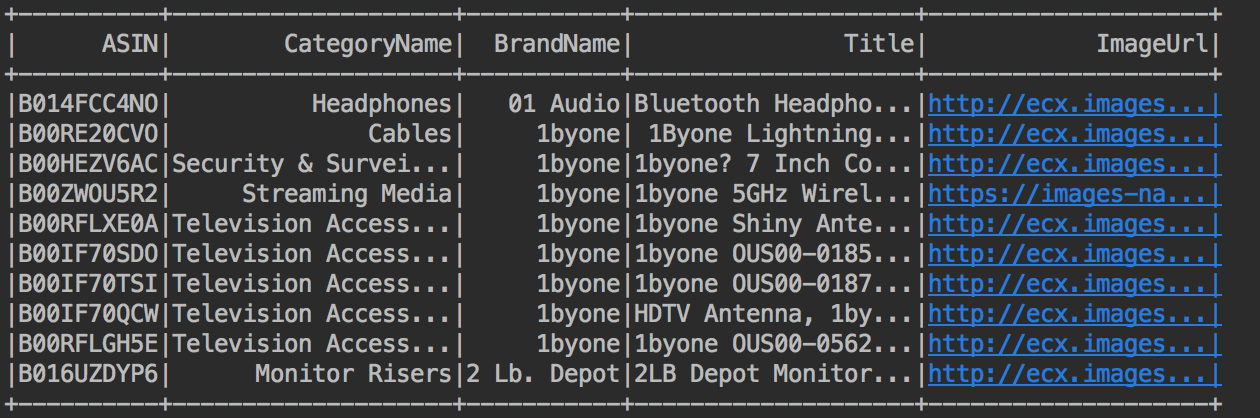 +----------+--------------------+-----------+--------------------+--------------------+
|      ASIN|        CategoryName|  BrandName|               Title|            ImageUrl|
+----------+--------------------+-----------+--------------------+--------------------+
|B014FCC4NO|          Headphones|   01 Audio|Bluetooth Headpho...|http://ecx.images...|
|B00RE20CVO|              Cables|     1byone| 1Byone Lightning...|http://ecx.images...|
|B00HEZV6AC|Security & Survei...|     1byone|1byone? 7 Inch Co...|http://ecx.images...|
|B00ZWOU5R2|     Streaming Media|     1byone|1byone 5GHz Wirel...|https://images-na...|
|B00RFLXE0A|Television Access...|     1byone|1byone Shiny Ante...|http://ecx.images...|
|B00IF70SDO|Television Access...|     1byone|1byone OUS00-0185...|http://ecx.images...|
|B00IF70TSI|Television Access...|     1byone|1byone OUS00-0187...|http://ecx.images...|
|B00IF70QCW|Television Access...|     1byone|HDTV Antenna, 1by...|http://ecx.images...|
|B00RFLGH5E|Television Access...|     1byone|1byone OUS00-0562...|http://ecx.images...|
|B016UZDYP6|      Monitor Risers|2 Lb. Depot|2LB Depot Monitor...|http://ecx.images...|
+----------+--------------------+-----------+--------------------+--------------------+